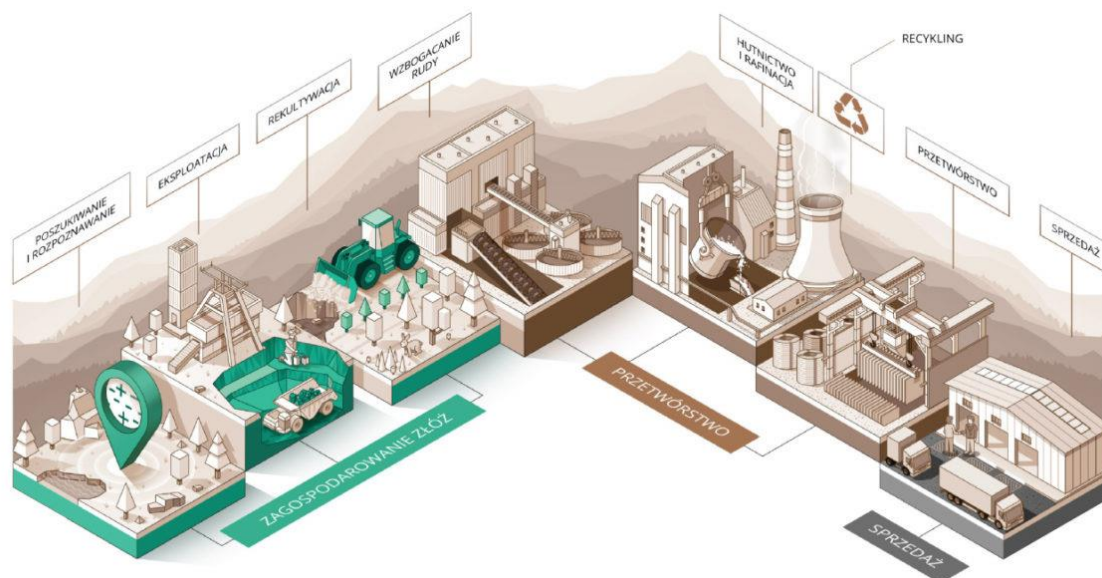 POSZUKIWANIE
I ROZPOZNAWANIE
EKSPLOATACJA
REKULTYWACJA
WZBOGACANIE
RUDY
HUTNICTWO
I RAFINACJA
RECYKLING
PRZETWÓRSTWO
SPRZEDAŻ
ZAGOSPODAROWANIE ZŁÓŻ
PRZETWÓRSTWO
SPRZEDAŻ